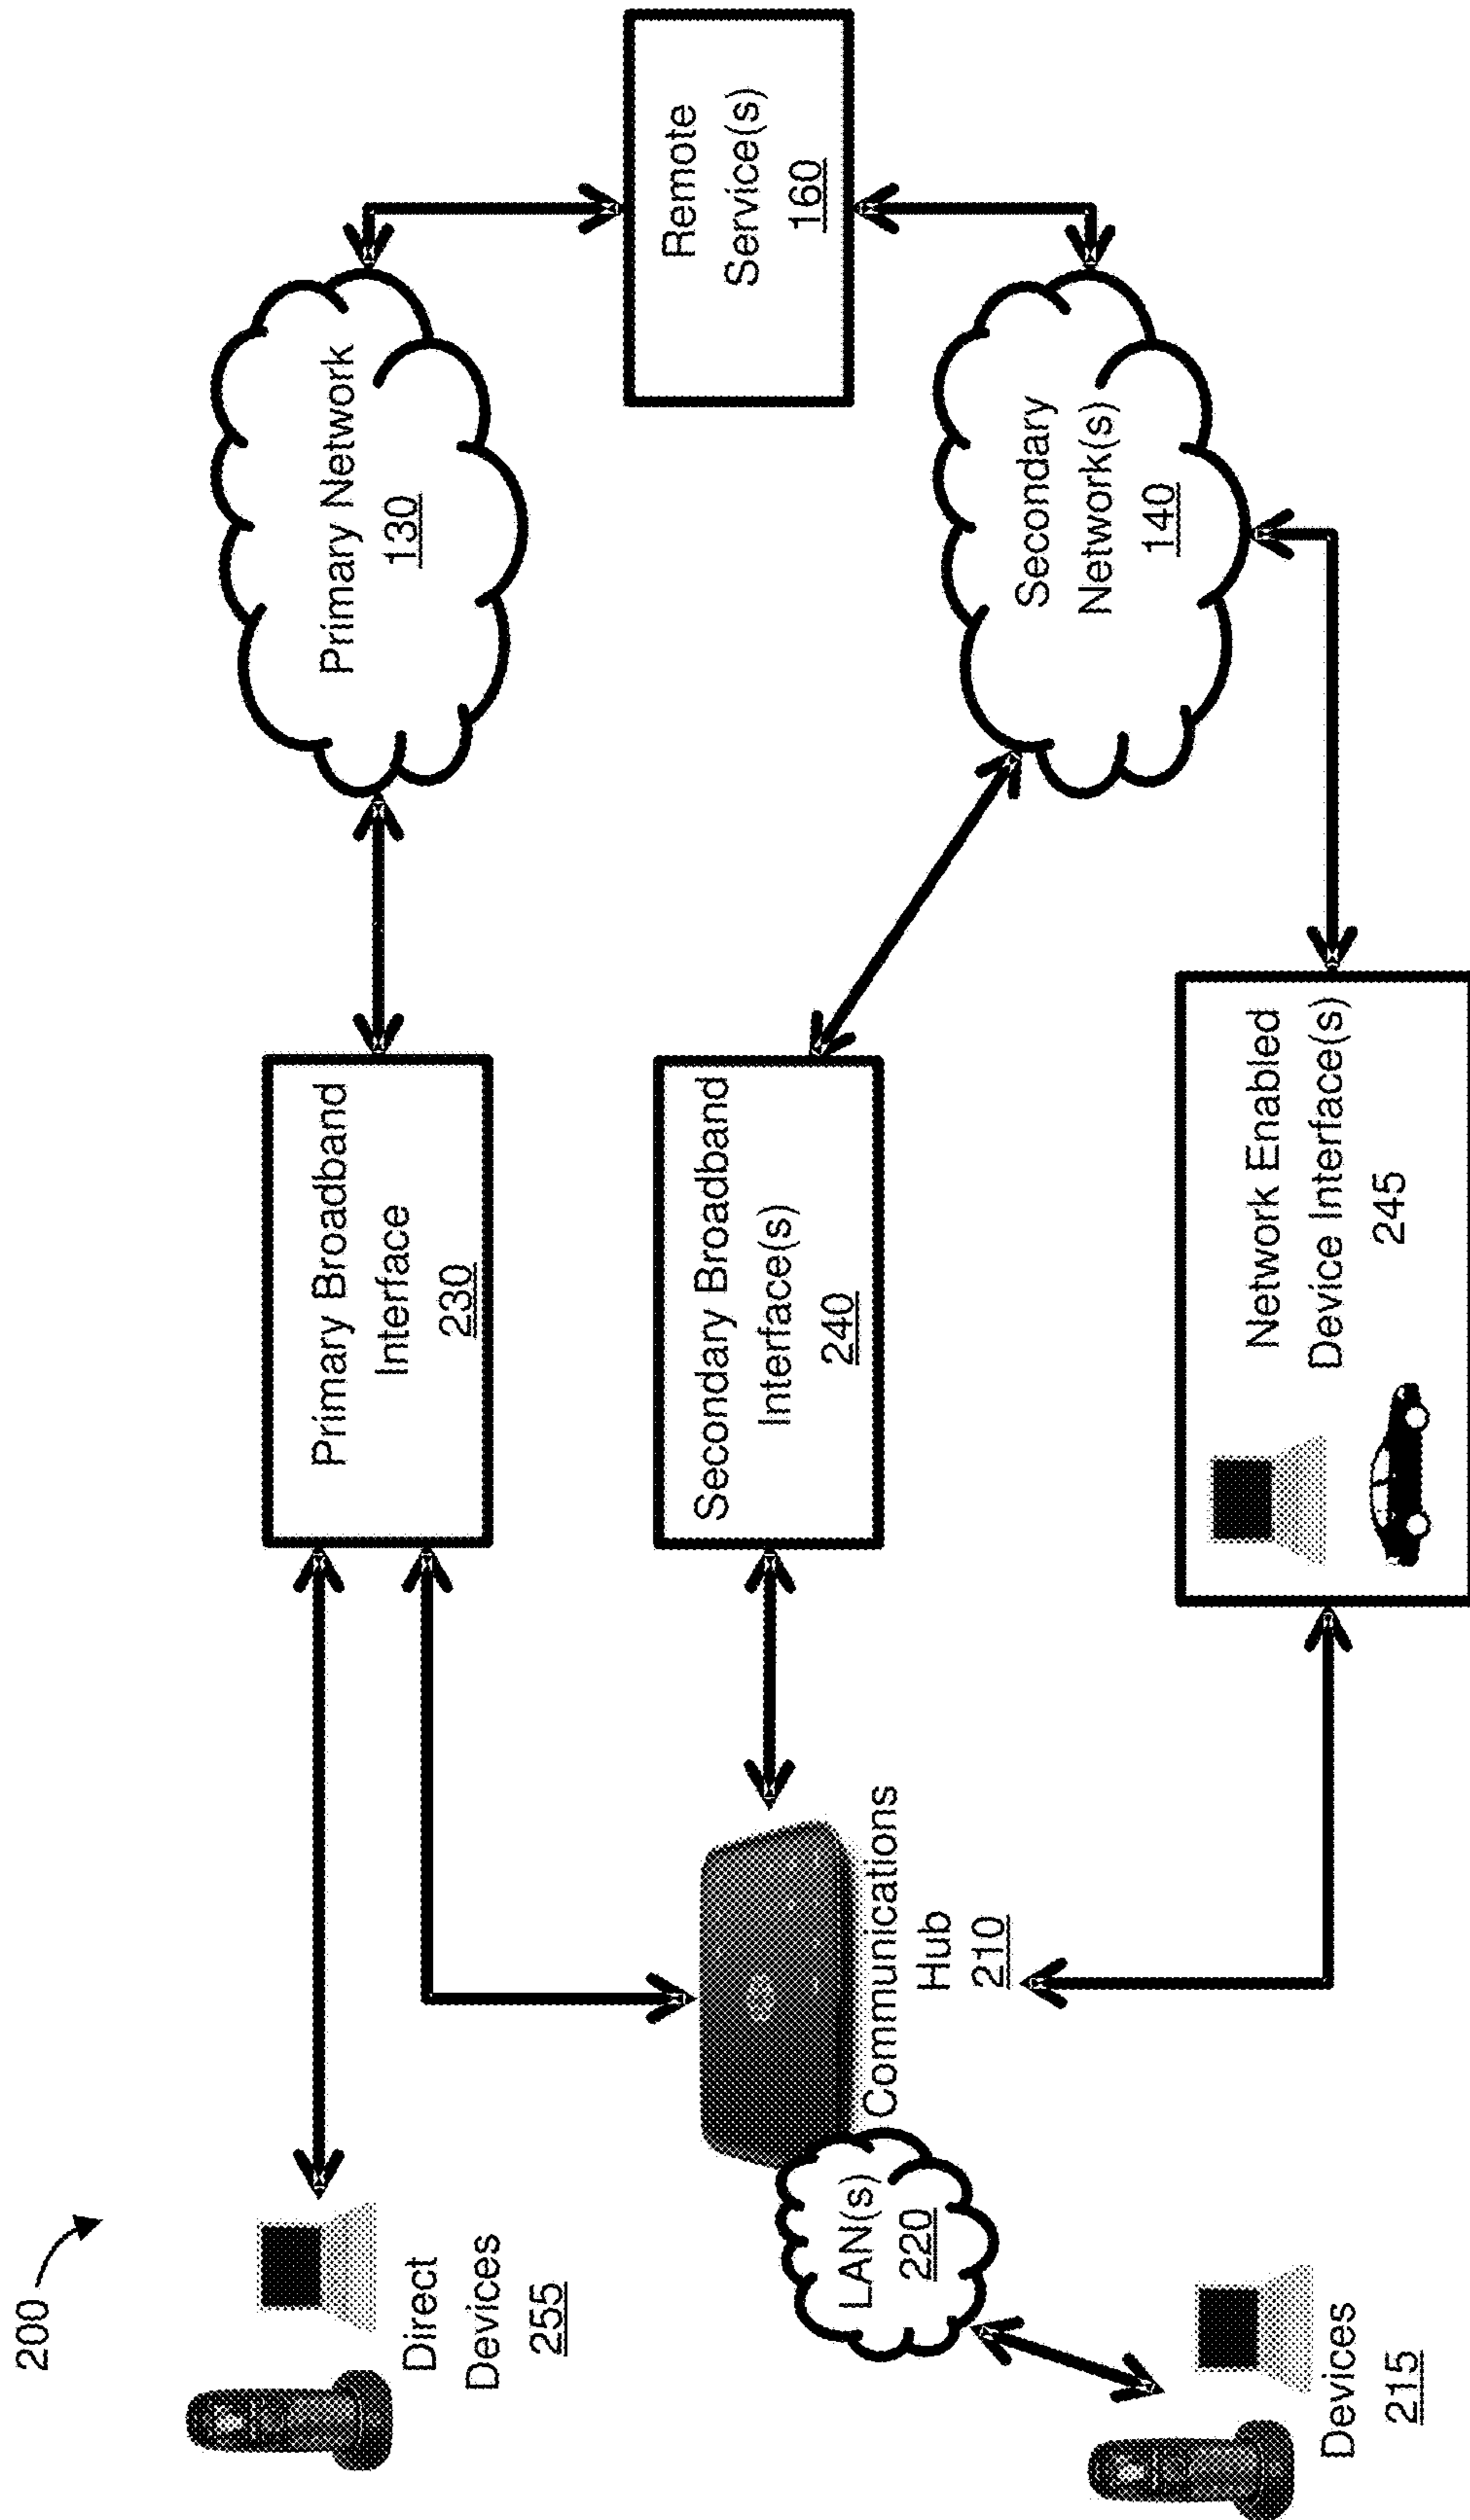 200
Direct
Devices
255
Primary Broadband
Interface
230
Primary Network
130
Remote
Service(s)
160
Secondary Broadband
Interface(s)
240
Secondary
Network(s)
140
Communications
Hub
210
LAN(s)
220
Devices
215
Network Enabled
Device Interface(s)
245